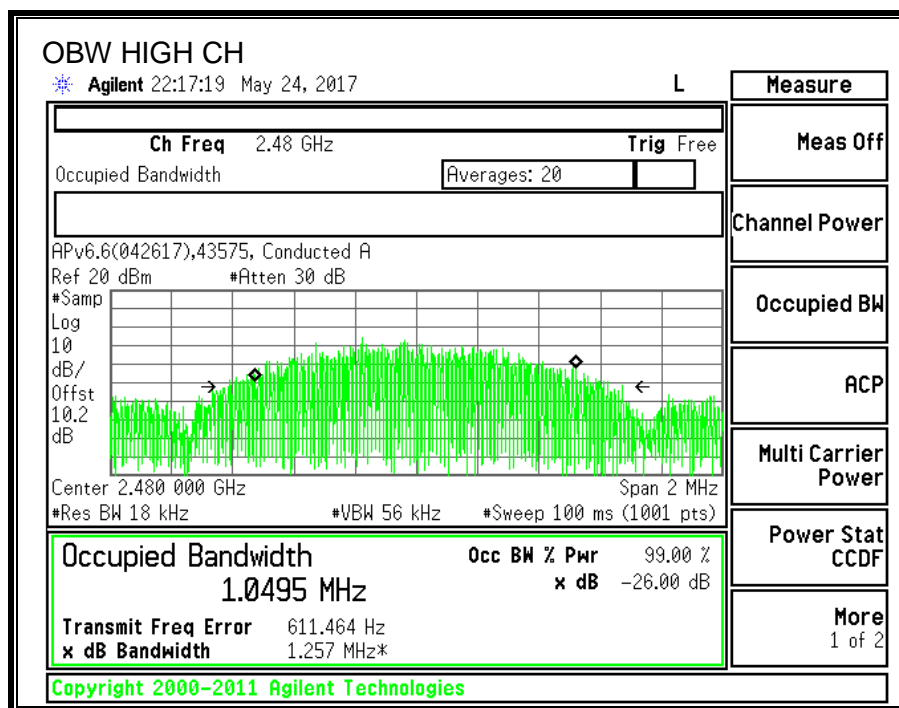 OBW HIGH CH
Agilent 22:17:19 May 24, 2017 L
Measure
Ch Freq 2.48 GHz Trig Free
Occupied Bandwidth Averages: 20
APv6.6(042617),43575, Conducted A
Ref 20 dBm #Atten 30 dB
#Samp
Log
10
dB/
Offst
10.2
dB
Center 2.480 000 GHz Span 2 MHz
#Res BW 18 kHz #VBW 56 kHz #Sweep 100 ms (1001 pts)
Occupied Bandwidth Occ BW % Pwr 99.00 %
1.0495 MHz x dB -26.00 dB
Transmit Freq Error 611.464 Hz
x dB Bandwidth 1.257 MHz*
Meas Off
Channel Power
Occupied BW
ACP
Multi Carrier
Power
Power Stat
CCDF
More
1 of 2
Copyright 2000-2011 Agilent Technologies